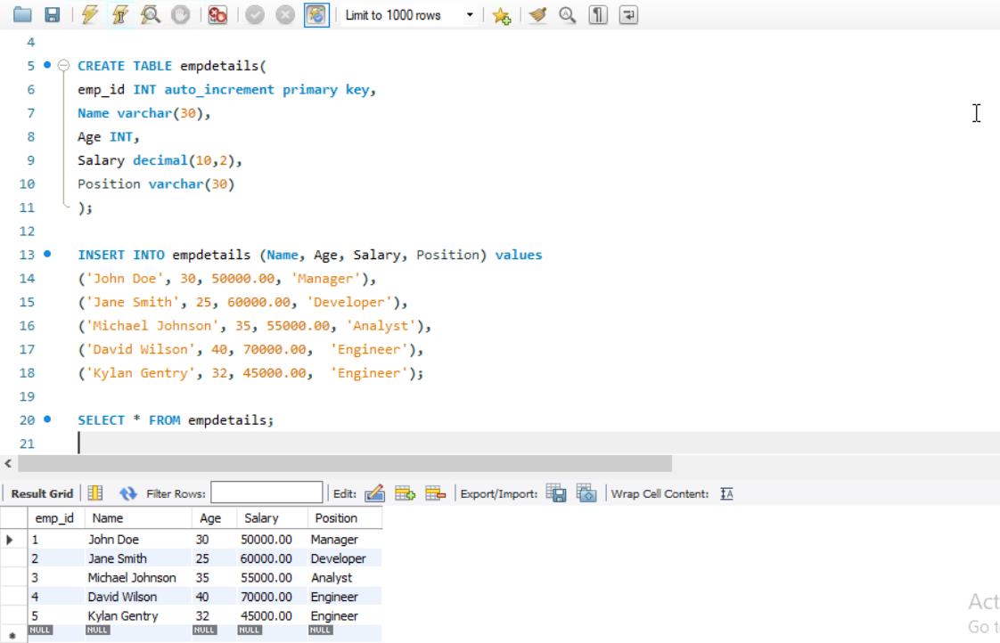 Limit to 1000 rows
4
5 CREATE TABLE empdetails(
6 emp_id INT auto_increment primary key,
7 Name varchar(30),
8 Age INT,
9 Salary decimal(10,2),
10 Position varchar(30)
11 );
12
13 INSERT INTO empdetails (Name, Age, Salary, Position) values
14 ('John Doe', 30, 50000.00, 'Manager'),
15 ('Jane Smith', 25, 60000.00, 'Developer'),
16 ('Michael Johnson', 35, 55000.00, 'Analyst'),
17 ('David Wilson', 40, 70000.00,  'Engineer'),
18 ('Kylan Gentry', 32, 45000.00,  'Engineer');
19
20 SELECT * FROM empdetails;
21
Result Grid Filter Rows: Edit: Export/Import: Wrap Cell Content:
emp_id Name Age Salary Position
1 John Doe 30 50000.00 Manager
2 Jane Smith 25 60000.00 Developer
3 Michael Johnson 35 55000.00 Analyst
4 David Wilson 40 70000.00 Engineer
5 Kylan Gentry 32 45000.00 Engineer
NULL NULL NULL NULL NULL
Act
Go t